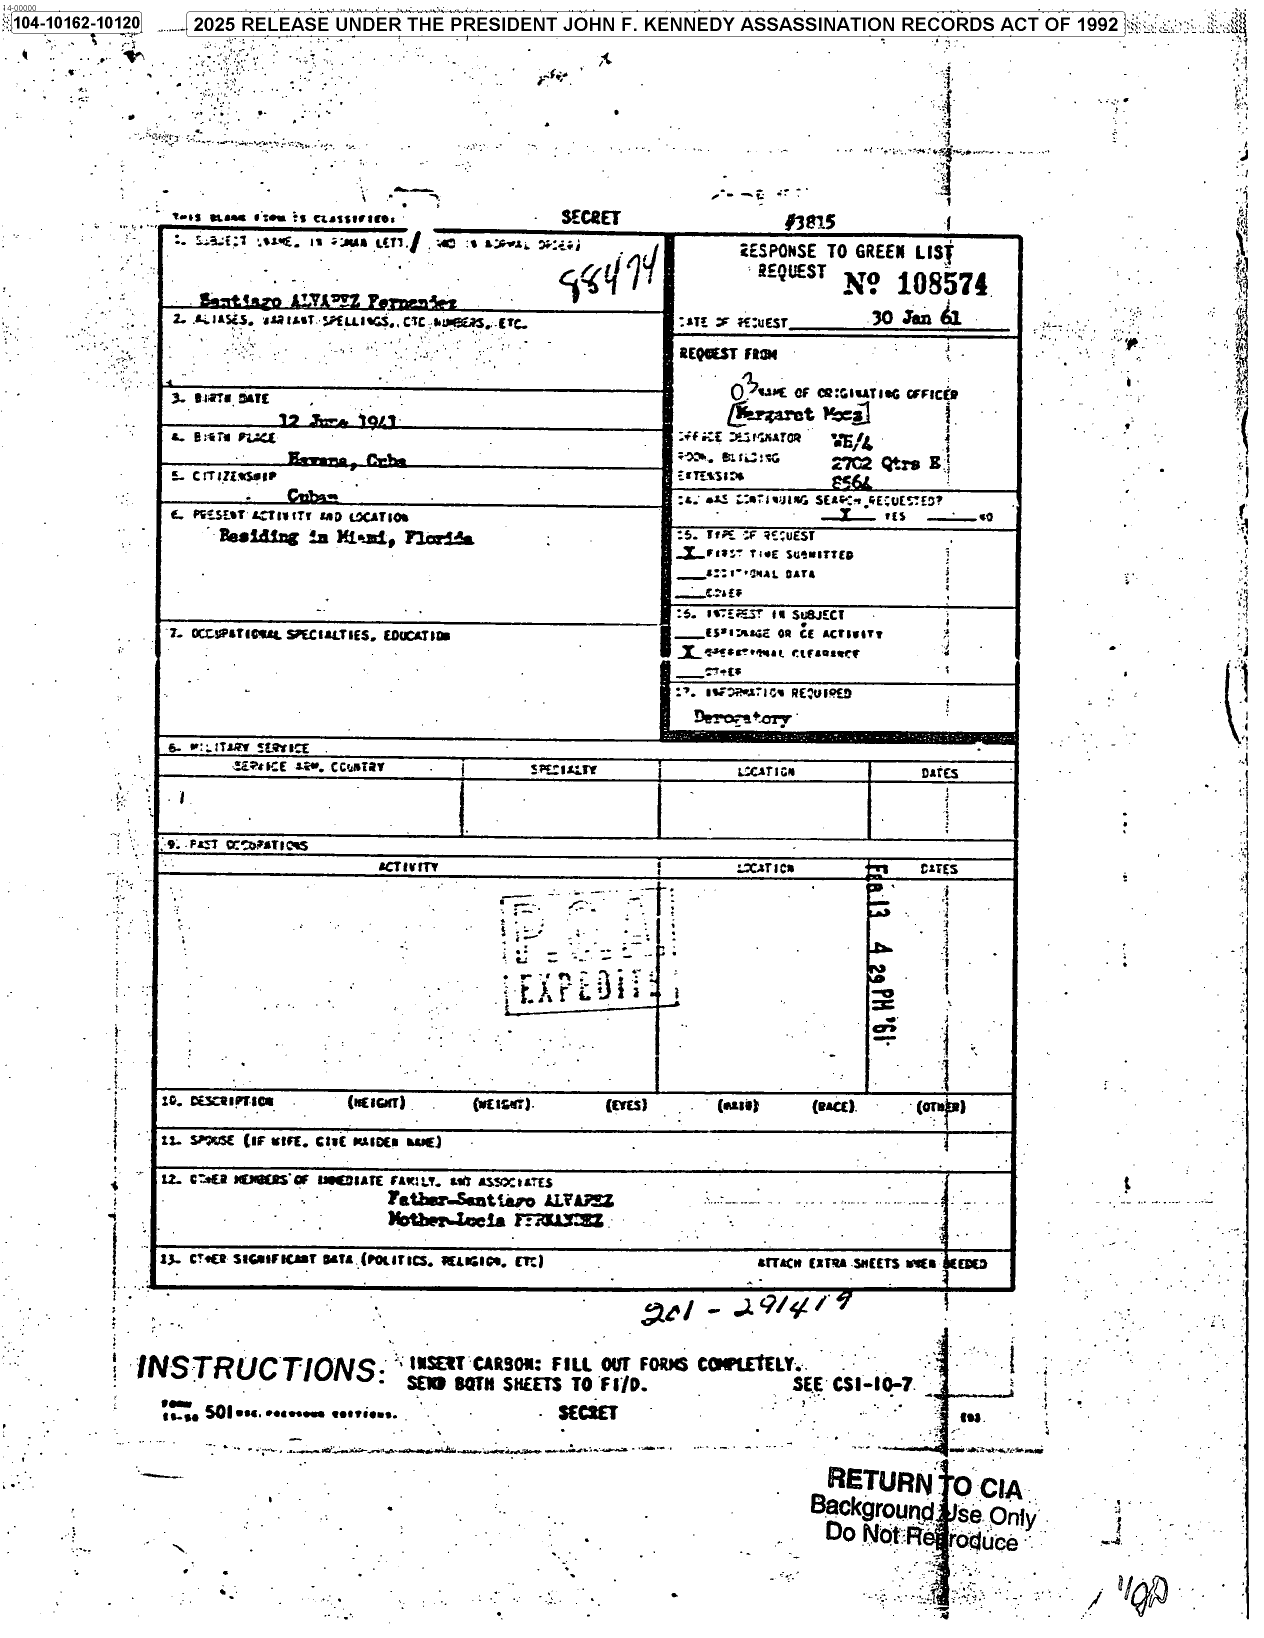 14-00000
104-10162-10120
2025 RELEASE UNDER THE PRESIDENT JOHN F. KENNEDY ASSASSINATION RECORDS ACT OF 1992
THIS BLANK FORM IS CLASSIFIED:
SECRET
#3815
1. SUBJECT (NAME, IN ROMAN LETT. AND IN NORMAL ORDER)
88474
Santiago ALVAREZ Fernandez
RESPONSE TO GREEN LIST
REQUEST Nº 108574
2. ALIASES, VARIANT SPELLINGS, CTC NUMBERS, ETC.
DATE OF REQUEST 30 Jan 61
REQUEST FROM
03
NAME OF ORIGINATING OFFICER
3. BIRTH DATE
12 June 1941
[Margaret
4. BIRTH PLACE
Havana, Cuba
OFFICE DESIGNATOR WE/4
ROOM, BUILDING 2702 Qtrs E
EXTENSION 8564
5. CITIZENSHIP
Cuban
14. WAS CONTINUING SEARCH REQUESTED?
X YES NO
6. PRESENT ACTIVITY AND LOCATION
Residing in Miami, Florida
15. TYPE OF REQUEST
X FIRST TIME SUBMITTED
ADDITIONAL DATA
OTHER
16. INTEREST IN SUBJECT
7. OCCUPATIONAL SPECIALTIES, EDUCATION
ESPIONAGE OR CE ACTIVITY
X OPERATIONAL CLEARANCE
OTHER
17. INFORMATION REQUIRED
Derogatory
8. MILITARY SERVICE
SERVICE ARM, COUNTRY SPECIALTY LOCATION DATES
9. PAST OCCUPATIONS
ACTIVITY LOCATION DATES
FEB 13 4 29 PM '61
P.O.A.
EXPEDITE
10. DESCRIPTION (HEIGHT) (WEIGHT) (EYES) (HAIR) (RACE) (OTHER)
11. SPOUSE (IF WIFE, GIVE MAIDEN NAME)
12. OTHER MEMBERS OF IMMEDIATE FAMILY, AND ASSOCIATES
Father-Santiago ALVAREZ
Mother-Lucia FERNANDEZ
13. OTHER SIGNIFICANT DATA (POLITICS, RELIGION, ETC) ATTACH EXTRA SHEETS WHEN NEEDED
201-291419
INSTRUCTIONS: INSERT CARBON: FILL OUT FORMS COMPLETELY.
SEND BOTH SHEETS TO FI/D. SEE CSI-10-7
FORM 501 USE PREVIOUS EDITIONS.
SECRET
RETURN TO CIA
Background Use Only
Do Not Reproduce